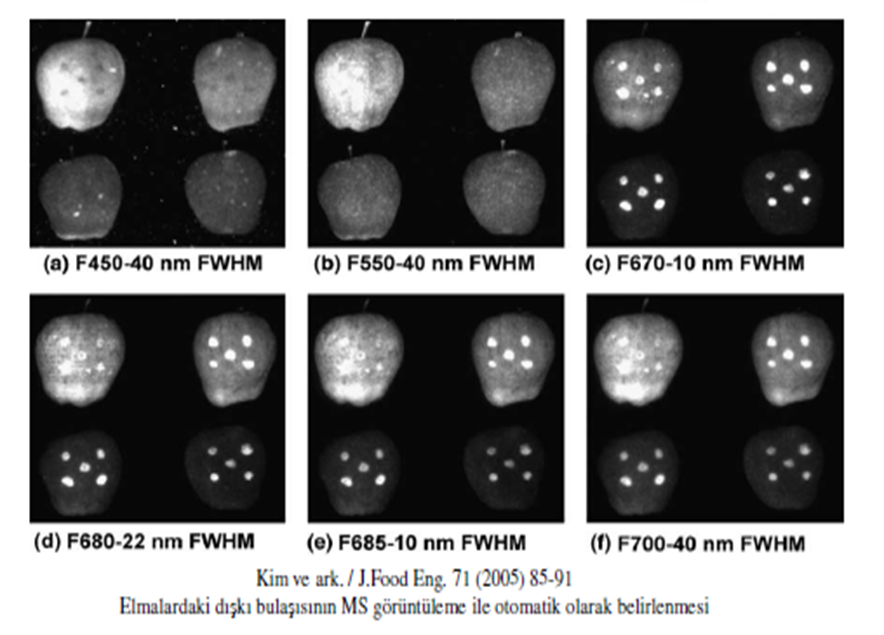 (a) F450-40 nm FWHM
(b) F550-40 nm FWHM
(c) F670-10 nm FWHM
(d) F680-22 nm FWHM
(e) F685-10 nm FWHM
(f) F700-40 nm FWHM
Kim ve ark. / J.Food Eng. 71 (2005) 85-91
Elmalardaki dışkı bulaşısının MS görüntüleme ile otomatik olarak belirlenmesi